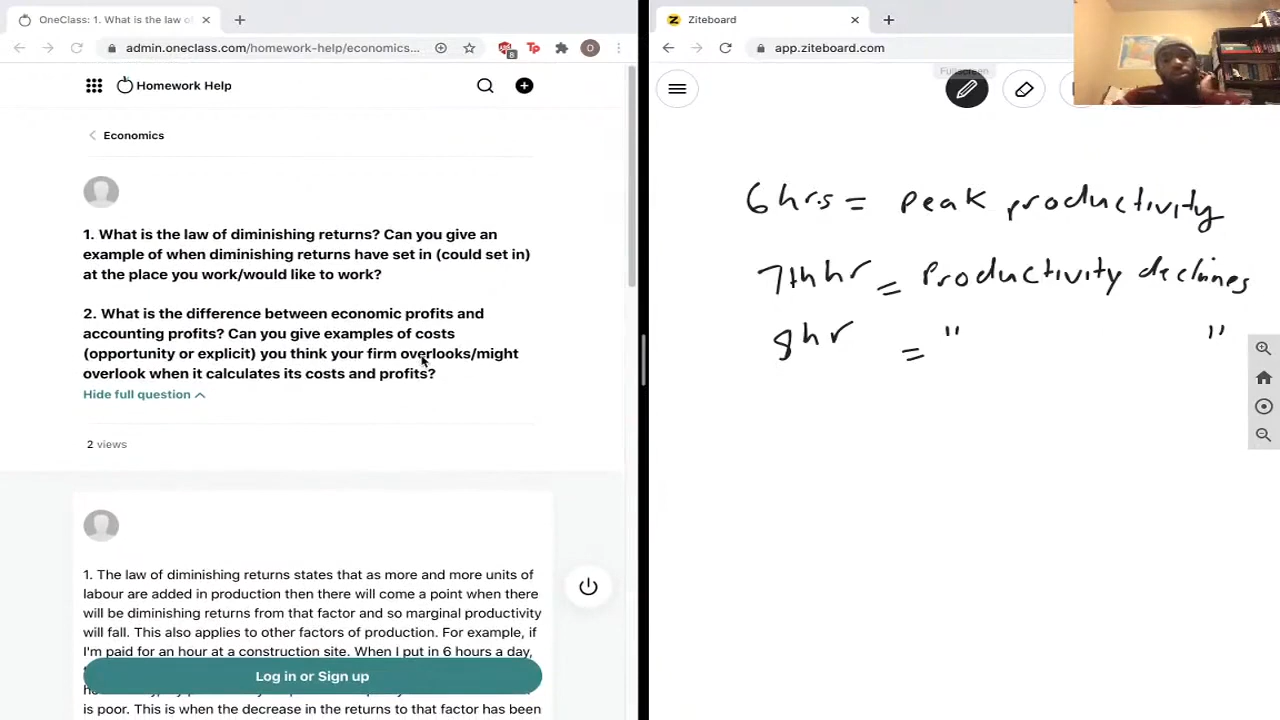 OneClass: 1. What is the law o
Ziteboard
admin.oneclass.com/homework-help/economics...
8
Tp
D
app.ziteboard.com
Homework Help
Fullscreen
Economics
1. What is the law of diminishing returns? Can you give an
example of when diminishing returns have set in (could set in)
at the place you work/would like to work?
2. What is the difference between economic profits and
accounting profits? Can you give examples of costs
(opportunity or explicit) you think your firm overlooks/might
overlook when it calculates its costs and profits?
Hide full question
2 views
1. The law of diminishing returns states that as more and more units of
labour are added in production then there will come a point when there
will be diminishing returns from that factor and so marginal productivity
will fall. This also applies to other factors of production. For example, if
I'm paid for an hour at a construction site. When I put in 6 hours a day,
Log in or Sign up
is poor. This is when the decrease in the returns to that factor has been
6hrs = Peak productivity
7th hr = Productivity declines
8hr = " "